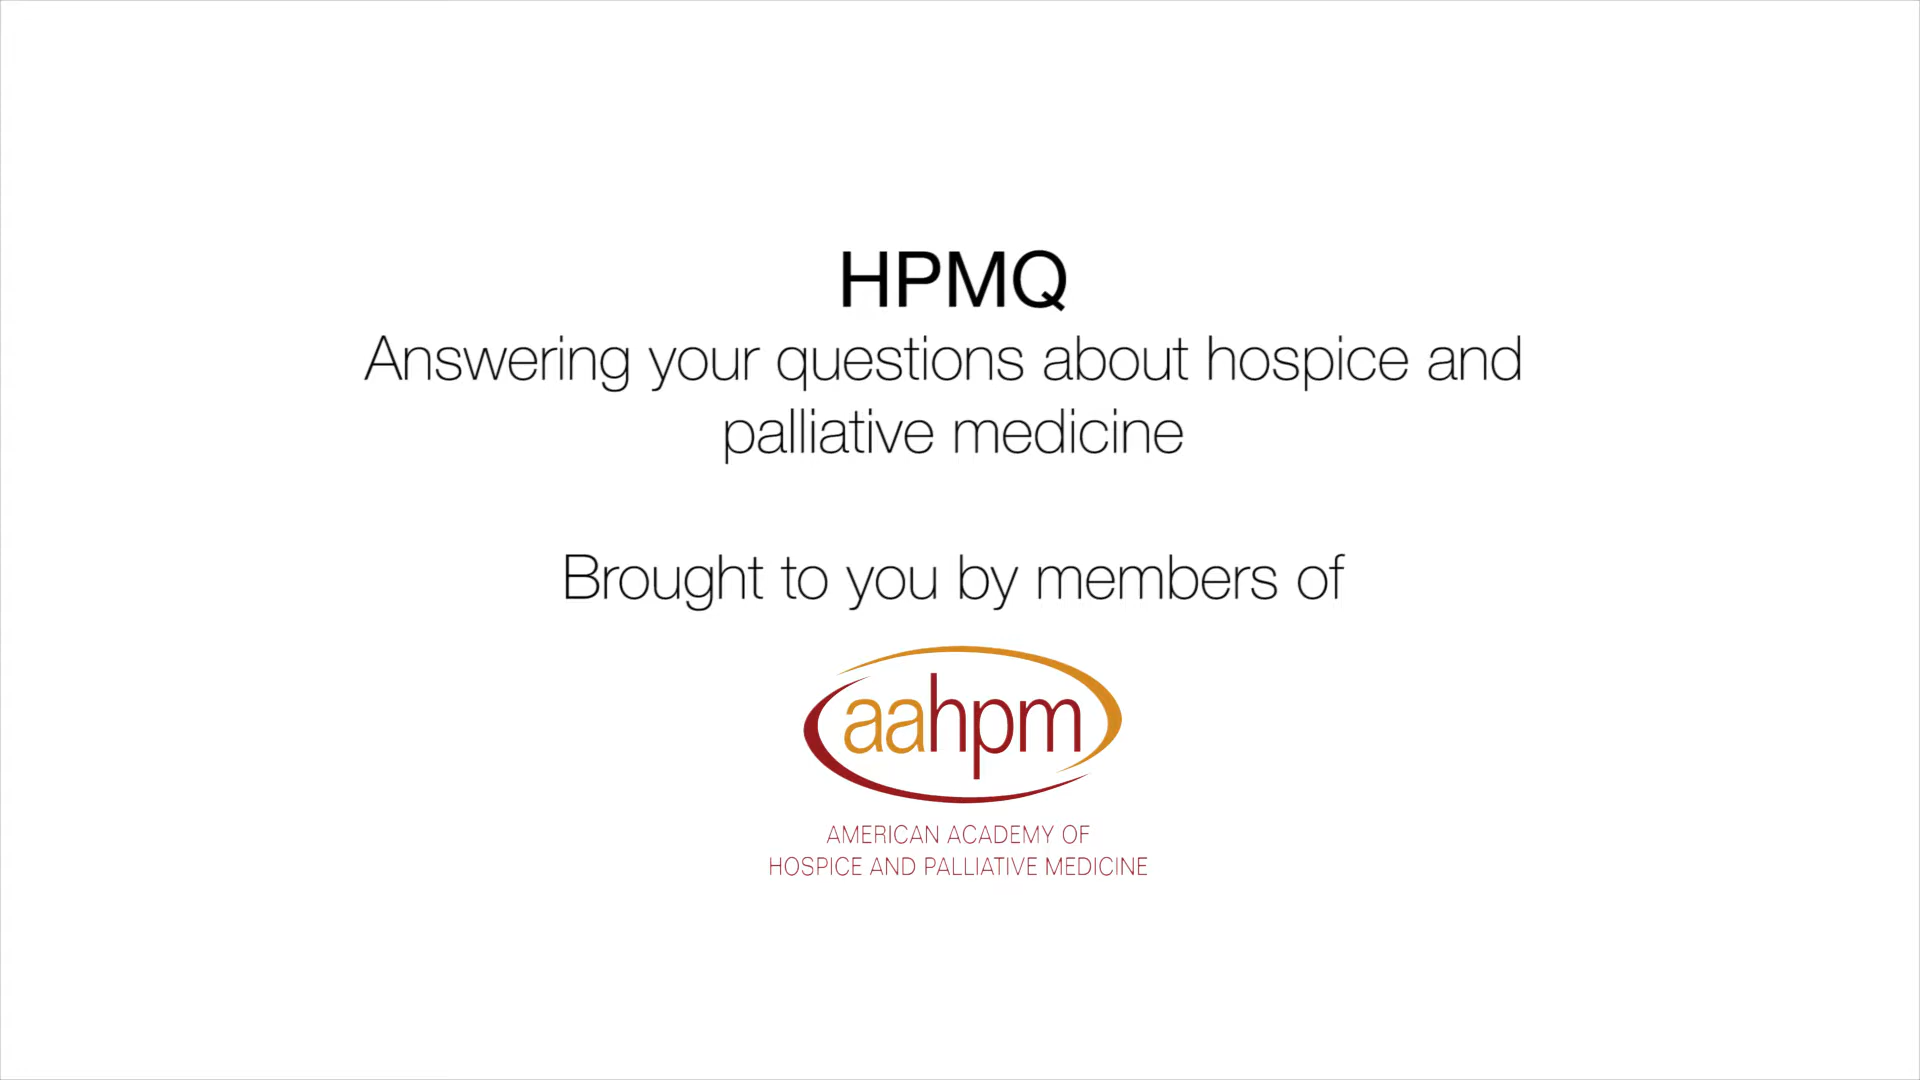 HPMQ
Answering your questions about hospice and
palliative medicine
Brought to you by members of
aahpm
AMERICAN ACADEMY OF
HOSPICE AND PALLIATIVE MEDICINE